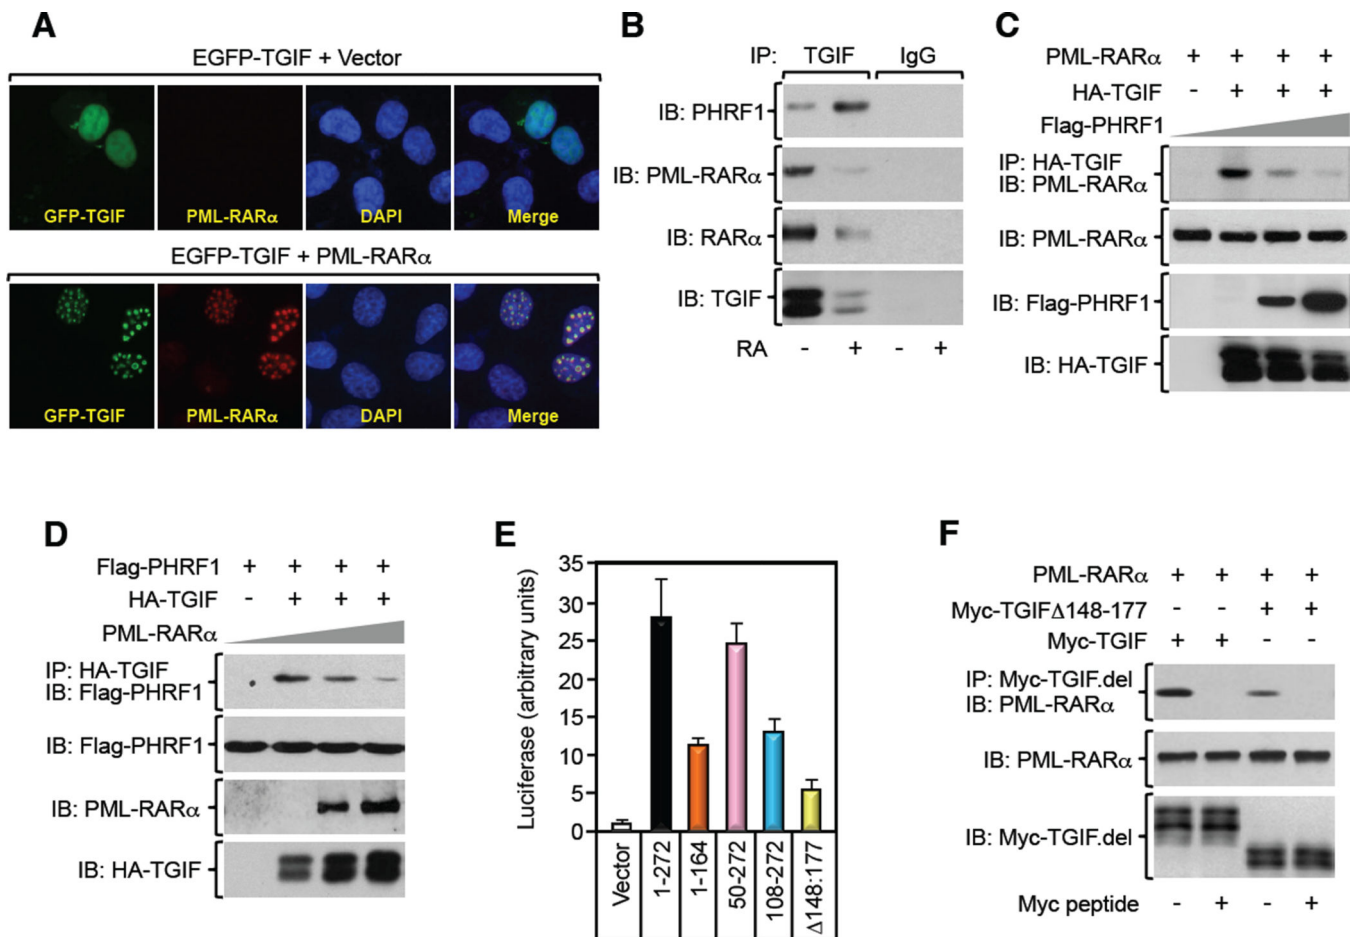 A
EGFP-TGIF + Vector
GFP-TGIF PML-RARα DAPI Merge
EGFP-TGIF + PML-RARα
GFP-TGIF PML-RARα DAPI Merge
B
IP: TGIF IgG
IB: PHRF1
IB: PML-RARα
IB: RARα
IB: TGIF
RA - + - +
C
PML-RARα + + + +
HA-TGIF - + + +
Flag-PHRF1
IP: HA-TGIF
IB: PML-RARα
IB: PML-RARα
IB: Flag-PHRF1
IB: HA-TGIF
D
Flag-PHRF1 + + + +
HA-TGIF - + + +
PML-RARα
IP: HA-TGIF
IB: Flag-PHRF1
IB: Flag-PHRF1
IB: PML-RARα
IB: HA-TGIF
E
Luciferase (arbitrary units)
35
30
25
20
15
10
5
0
Vector
1-272
1-164
50-272
108-272
Δ148:177
F
PML-RARα + + + +
Myc-TGIFΔ148-177 - - + +
Myc-TGIF + + - -
IP: Myc-TGIF.del
IB: PML-RARα
IB: PML-RARα
IB: Myc-TGIF.del
Myc peptide - + - +